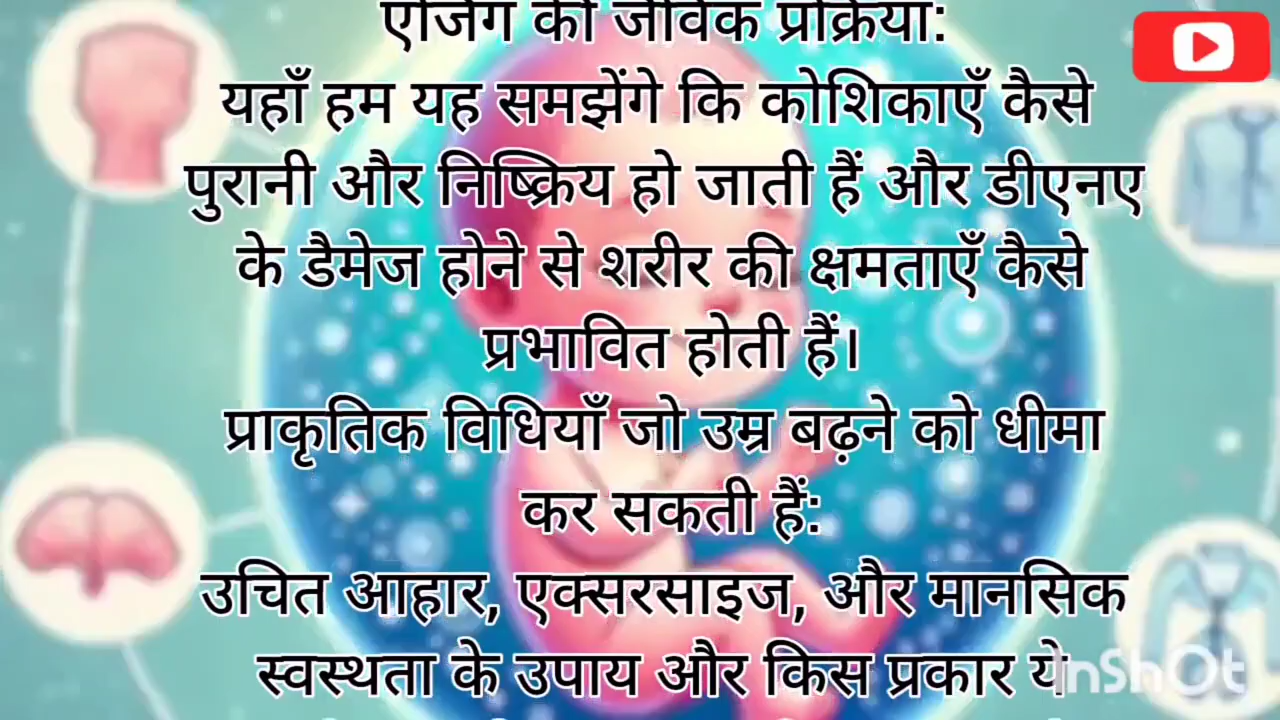 एजिंग की जैविक प्रक्रिया:
यहाँ हम यह समझेंगे कि कोशिकाएँ कैसे
पुरानी और निष्क्रिय हो जाती हैं और डीएनए
के डैमेज होने से शरीर की क्षमताएँ कैसे
प्रभावित होती हैं।
प्राकृतिक विधियाँ जो उम्र बढ़ने को धीमा
कर सकती हैं:
उचित आहार, एक्सरसाइज, और मानसिक
स्वस्थता के उपाय और किस प्रकार ये
InShOt